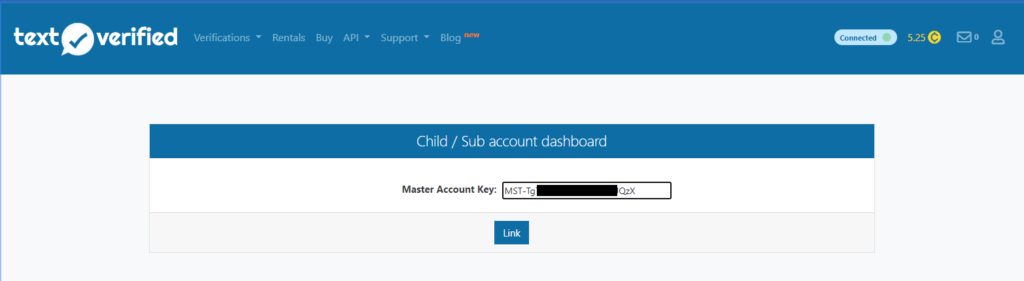 text verified Verifications Rentals Buy API Support Blog new Connected 5.25 C 0
Child / Sub account dashboard
Master Account Key: MST-Tg QzX
Link